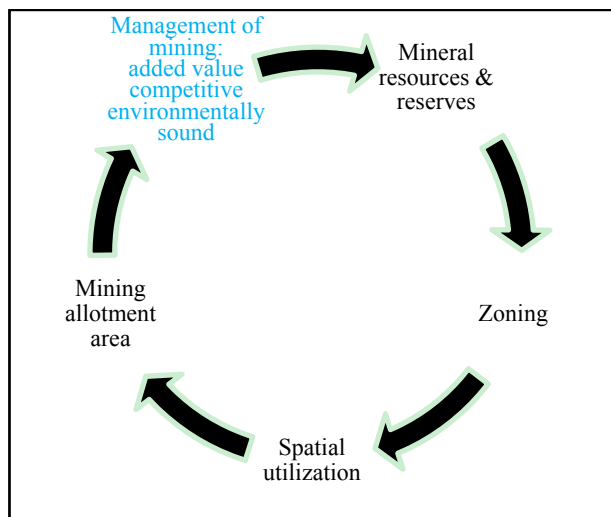 Management of
mining:
added value
competitive
environmentally
sound
Mineral
resources &
reserves
Zoning
Spatial
utilization
Mining
allotment
area